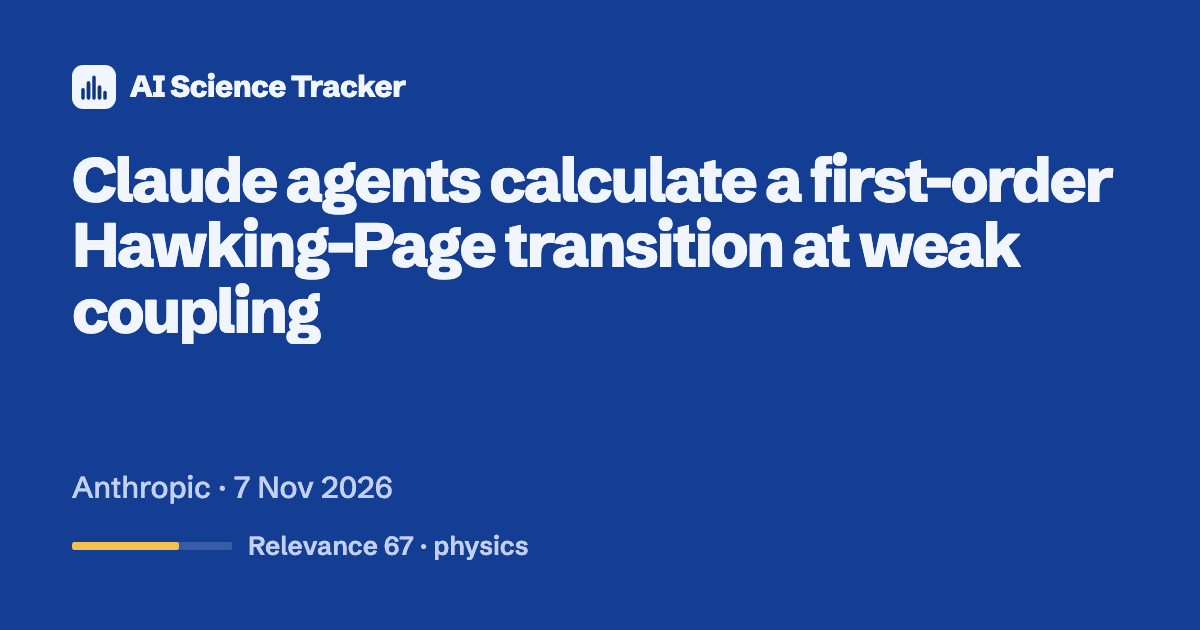 AI Science Tracker
Claude agents calculate a first-order
Hawking-Page transition at weak
coupling
Anthropic · 7 Nov 2026
Relevance 67 · physics